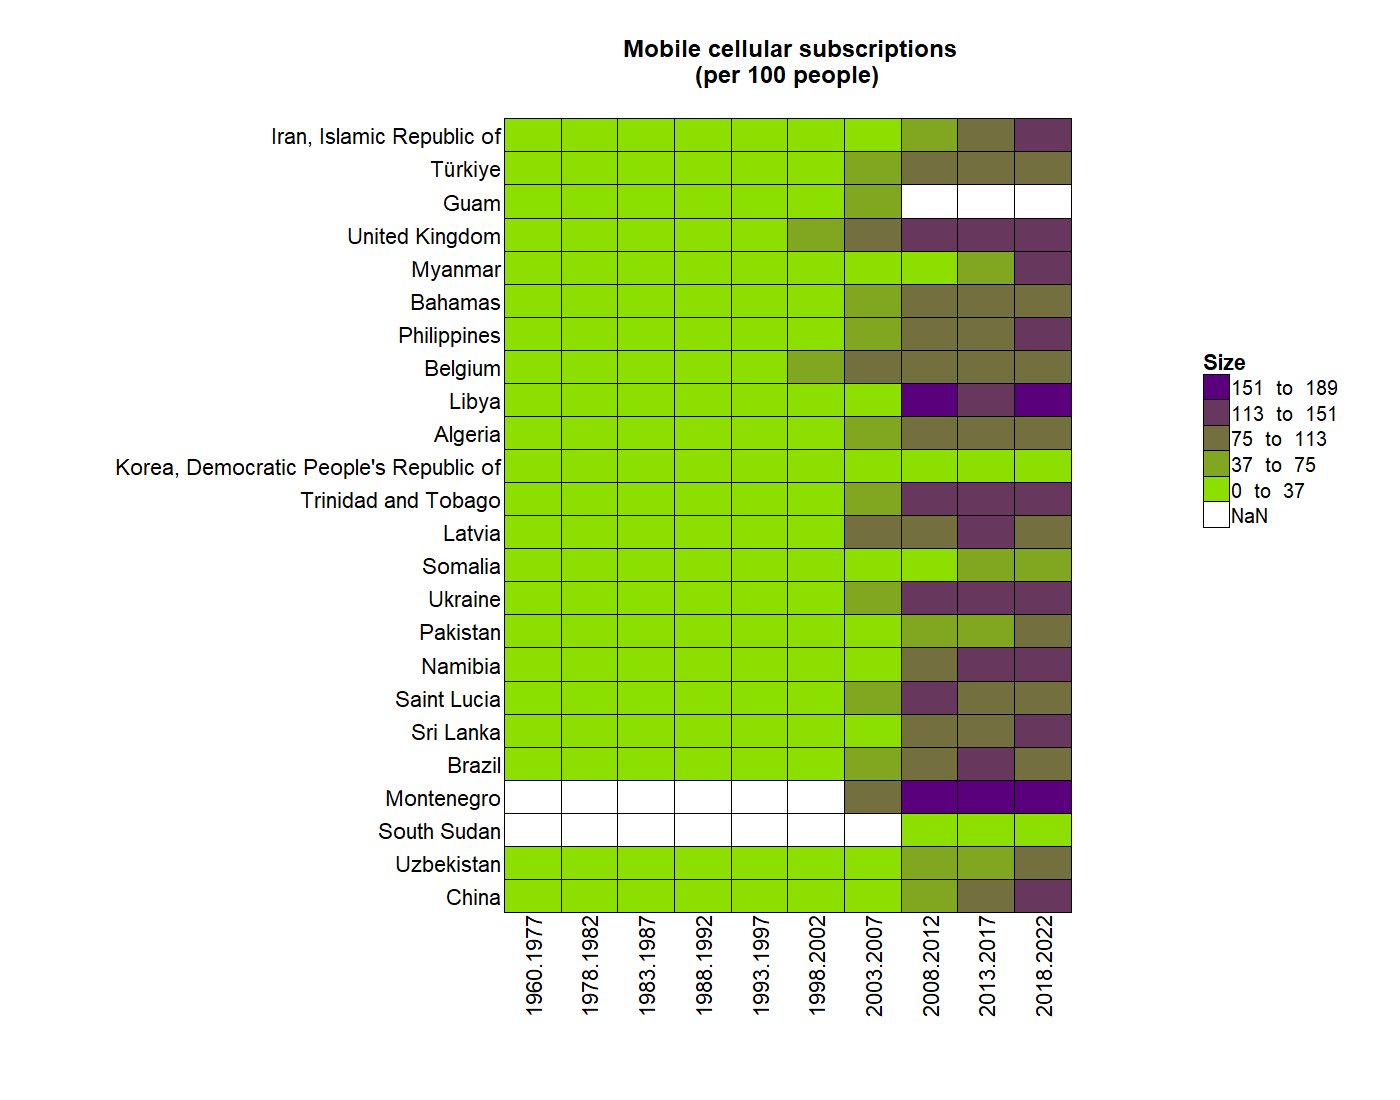 Mobile cellular subscriptions
(per 100 people)
Iran, Islamic Republic of
Türkiye
Guam
United Kingdom
Myanmar
Bahamas
Philippines
Belgium
Libya
Algeria
Korea, Democratic People's Republic of
Trinidad and Tobago
Latvia
Somalia
Ukraine
Pakistan
Namibia
Saint Lucia
Sri Lanka
Brazil
Montenegro
South Sudan
Uzbekistan
China
1960.1977
1978.1982
1983.1987
1988.1992
1993.1997
1998.2002
2003.2007
2008.2012
2013.2017
2018.2022
Size
151 to 189
113 to 151
75 to 113
37 to 75
0 to 37
NaN